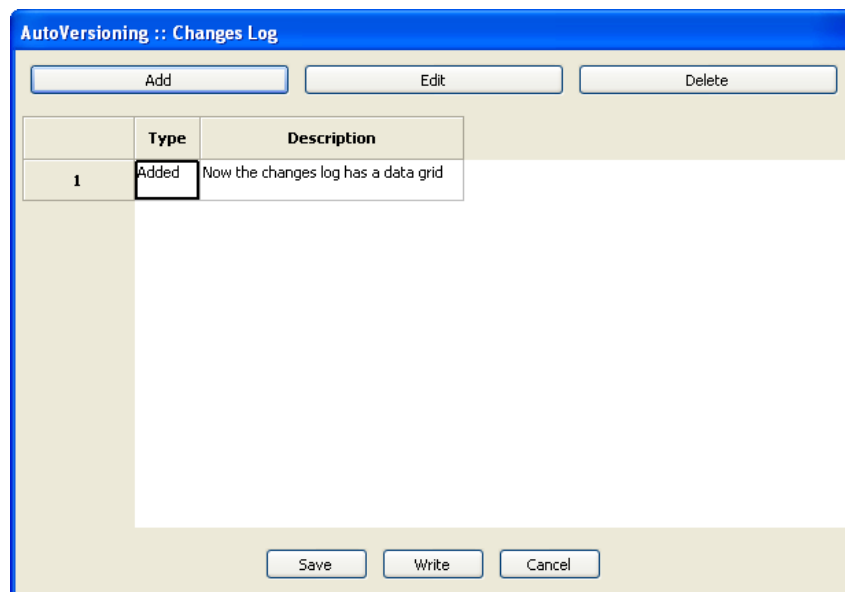 AutoVersioning :: Changes Log
Add Edit Delete
Type Description
1 Added Now the changes log has a data grid
Save Write Cancel